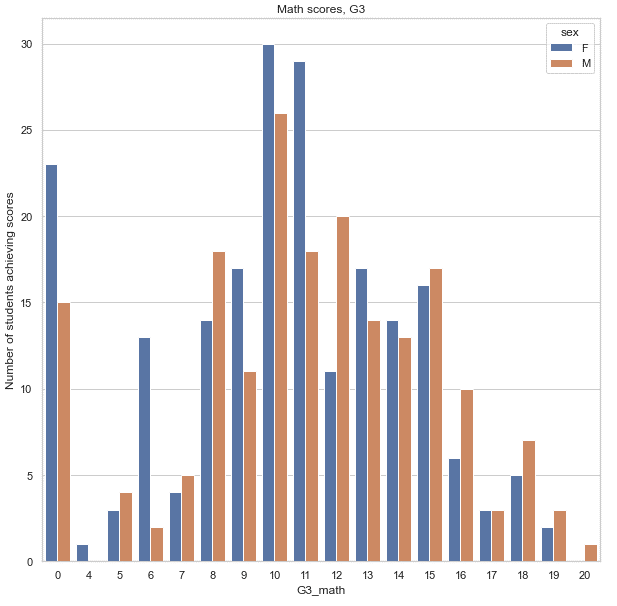 Math scores, G3
sex
F
M
Number of students achieving scores
30
25
20
15
10
5
0
0 4 5 6 7 8 9 10 11 12 13 14 15 16 17 18 19 20
G3_math